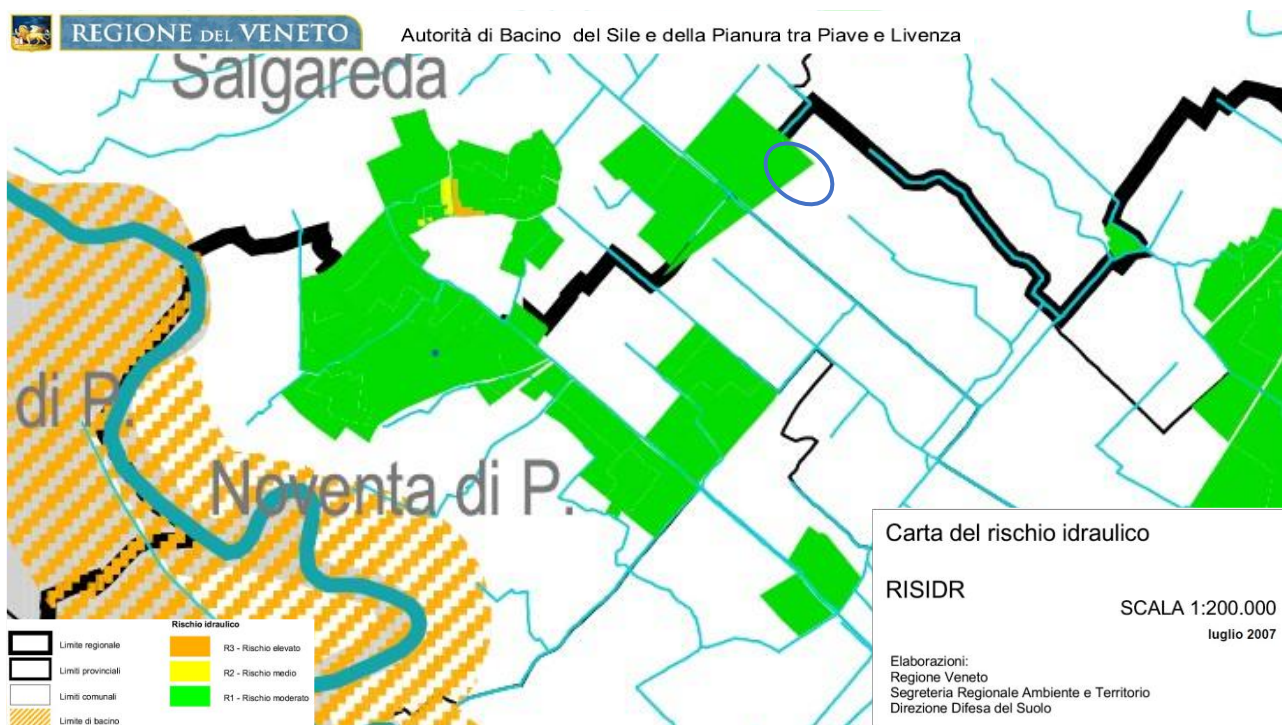 REGIONE DEL VENETO
Autorità di Bacino del Sile e della Pianura tra Piave e Livenza
Salgareda
di P.
Noventa di P.
Carta del rischio idraulico
RISIDR
SCALA 1:200.000
luglio 2007
Elaborazioni:
Regione Veneto
Segreteria Regionale Ambiente e Territorio
Direzione Difesa del Suolo
Limite regionale
Limiti provinciali
Limiti comunali
Limite di bacino
Rischio idraulico
R3 - Rischio elevato
R2 - Rischio medio
R1 - Rischio moderato